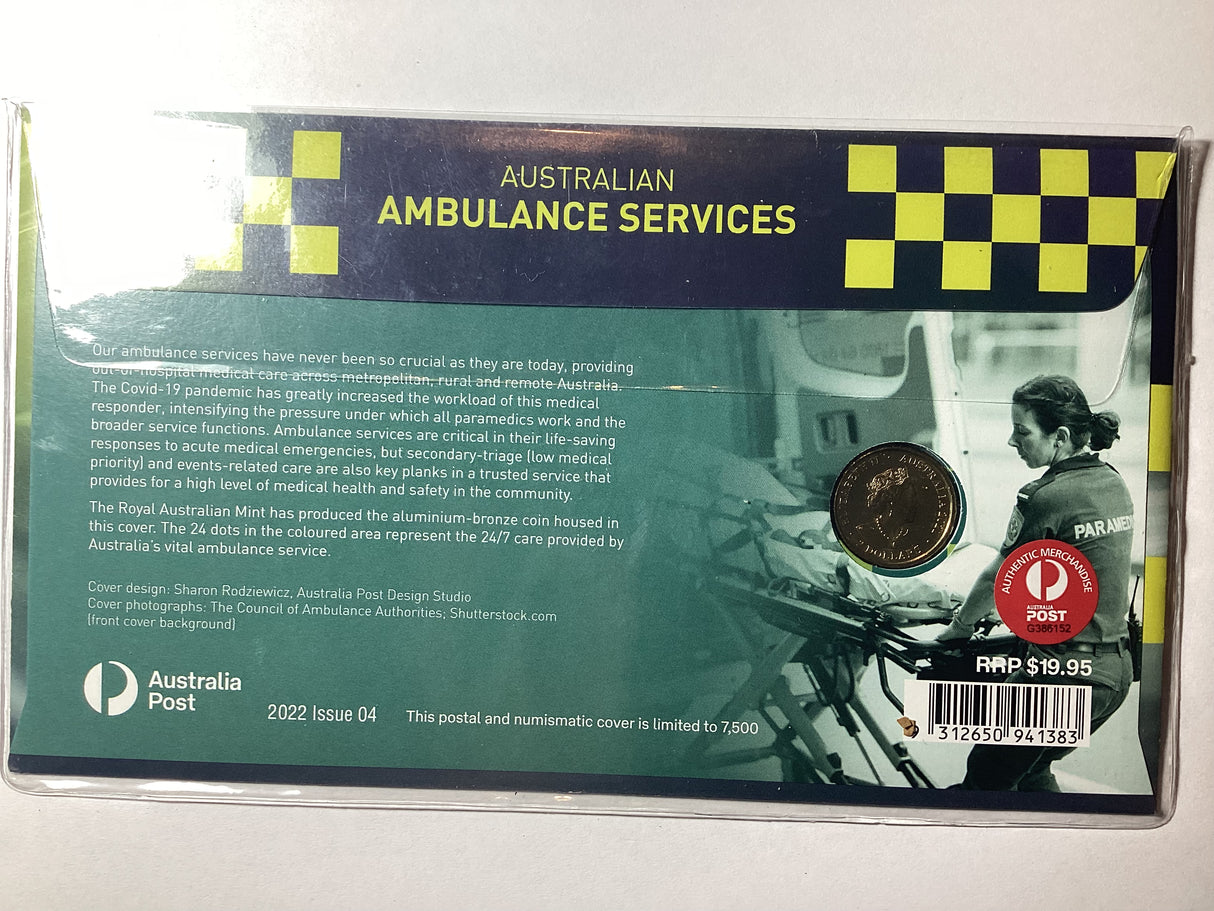 AUSTRALIAN
AMBULANCE SERVICES
Our ambulance services have never been so crucial as they are today, providing
out-of-hospital medical care across metropolitan, rural and remote Australia.
The Covid-19 pandemic has greatly increased the workload of this medical
responder, intensifying the pressure under which all paramedics work and the
broader service functions. Ambulance services are critical in their life-saving
responses to acute medical emergencies, but secondary-triage (low medical
priority) and events-related care are also key planks in a trusted service that
provides for a high level of medical health and safety in the community.
The Royal Australian Mint has produced the aluminium-bronze coin housed in
this cover. The 24 dots in the coloured area represent the 24/7 care provided by
Australia's vital ambulance service.
Cover design: Sharon Rodziewicz, Australia Post Design Studio
Cover photographs: The Council of Ambulance Authorities; Shutterstock.com
(front cover background)
Australia
Post
2022 Issue 04
This postal and numismatic cover is limited to 7,500
AUSTRALIA
DOLLARS
PARAMED
AUTHENTIC MERCHANDISE
AUSTRALIA
POST
G386152
RRP $19.95
312650 941383